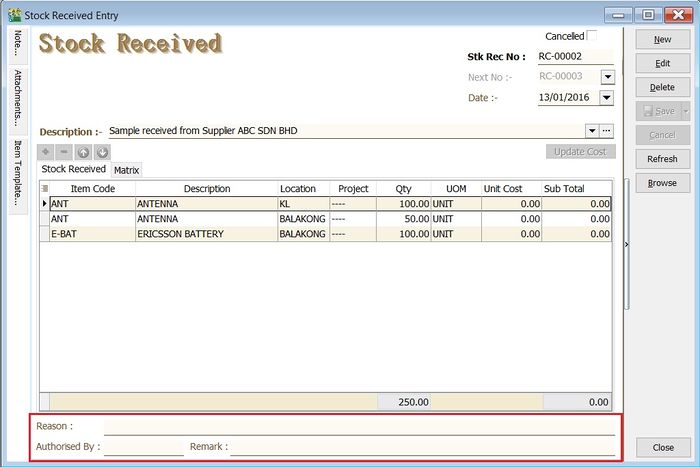 Stock Received Entry
Note...
Attachments...
Item Template...
Stock Received
Cancelled
Stk Rec No : RC-00002
Next No :- RC-00003
Date :- 13/01/2016
Description :- Sample received from Supplier ABC SDN BHD
Update Cost
Stock Received Matrix
Item Code Description Location Project Qty UOM Unit Cost Sub Total
ANT ANTENNA KL ---- 100.00 UNIT 0.00 0.00
ANT ANTENNA BALAKONG ---- 50.00 UNIT 0.00 0.00
E-BAT ERICSSON BATTERY BALAKONG ---- 100.00 UNIT 0.00 0.00
250.00 0.00
Reason :
Authorised By : Remark :
New
Edit
Delete
Save
Cancel
Refresh
Browse
Close